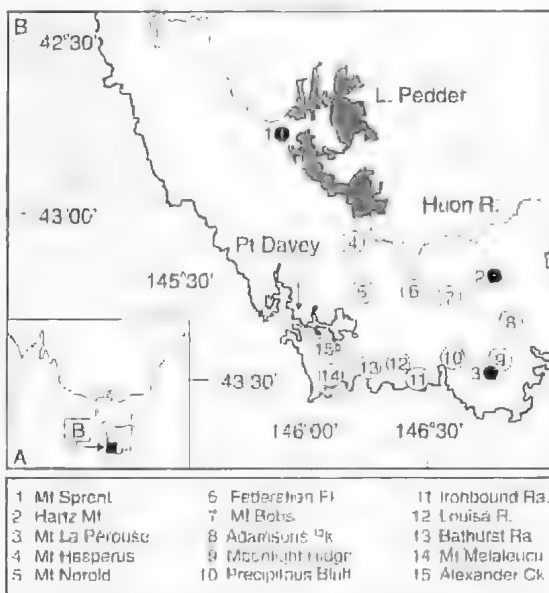 B
42°30'
L. Pedder
1
Huon R.
43°00'
4
Pt Davey
2
145°30'
5 6 7
8
15
13 12 10 9
14 11 3
43°30'
B
146°00' 146°30'
A
1 Mt Sprent
2 Hartz Mt
3 Mt La Perouse
4 Mt Hesperus
5 Mt Norold
6 Federation Pk
7 Mt Bobs
8 Adamsons Pk
9 Moonlight Ridge
10 Precipitous Bluff
11 Ironbound Ra.
12 Louisa R.
13 Bathurst Ra
14 Mt Melaleuca
15 Alexander Ck